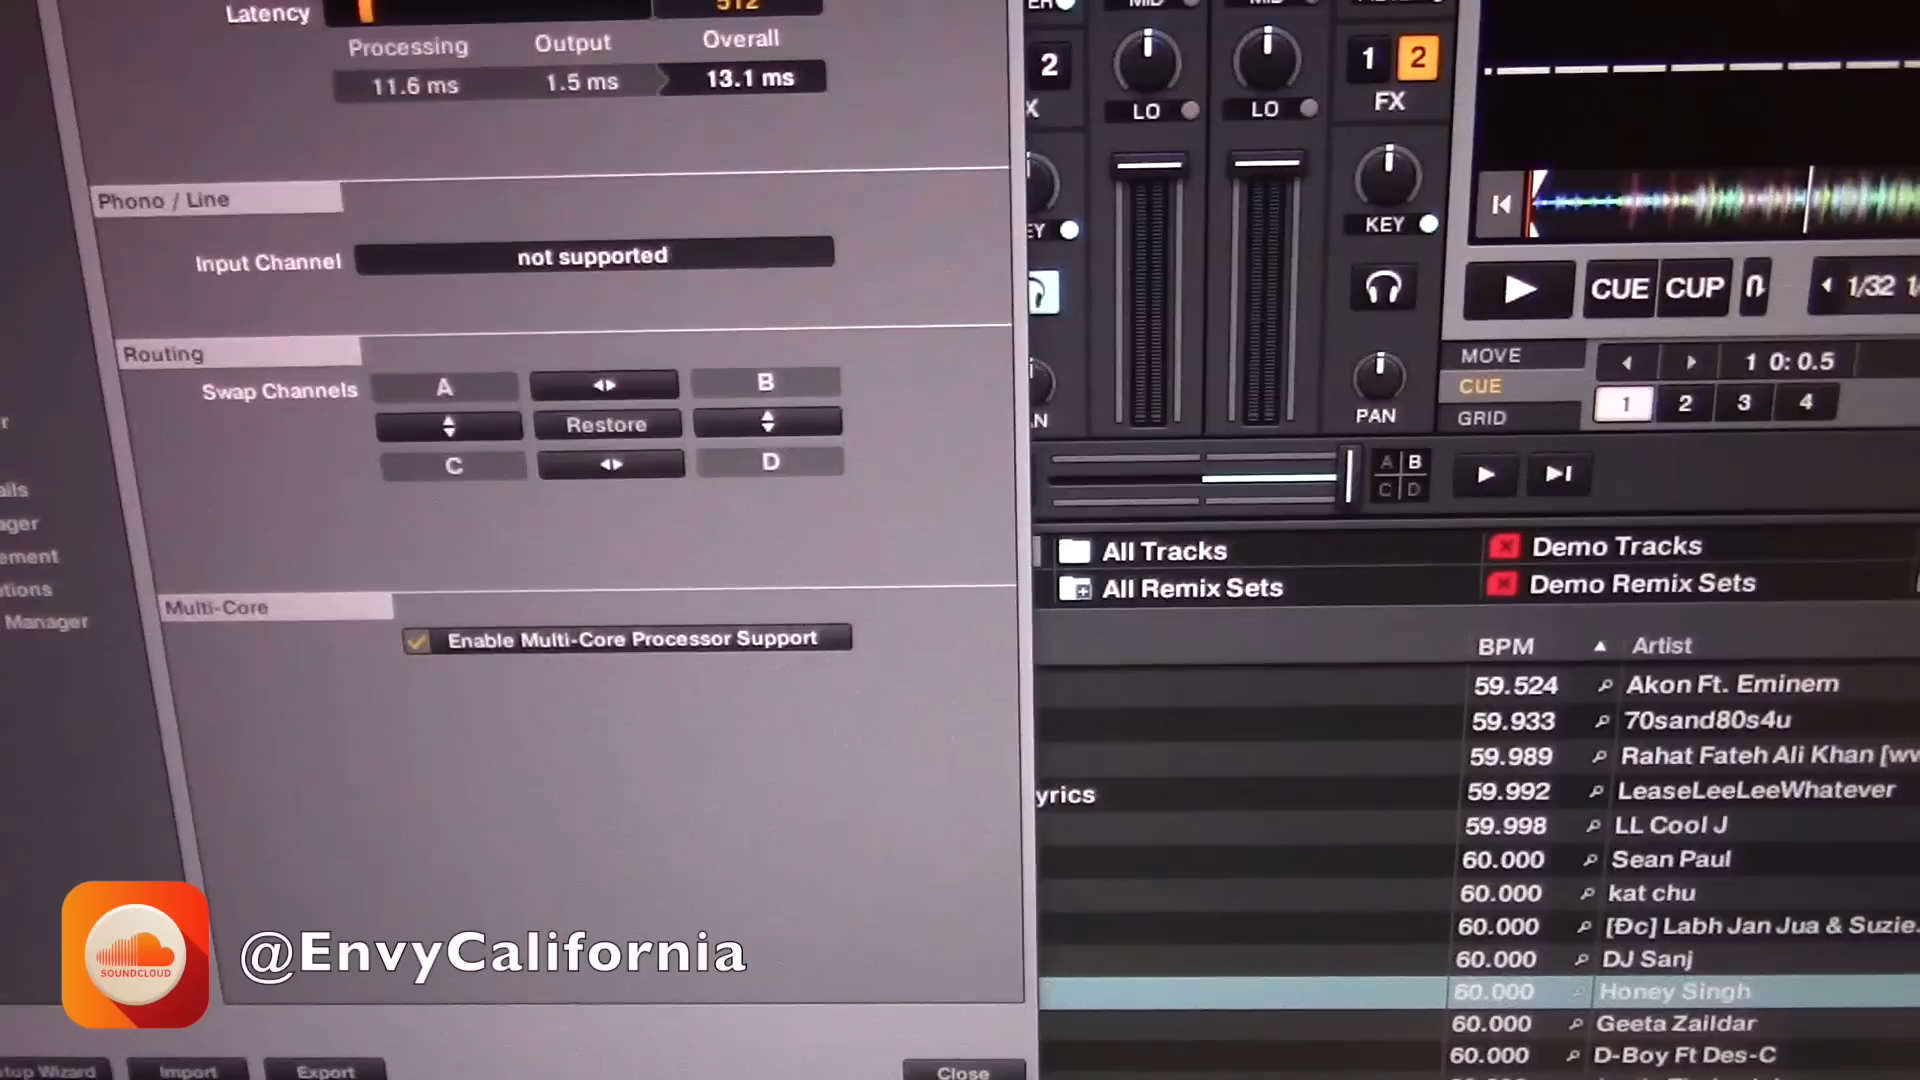 Latency
512
Processing Output Overall
11.6 ms 1.5 ms 13.1 ms
Phono / Line
Input Channel not supported
Routing
Swap Channels A B
Restore
C D
Multi-Core
Enable Multi-Core Processor Support
Manager
Import Export Close
SOUNDCLOUD
@EnvyCalifornia
2
LO LO
1 2
FX
KEY
PAN
CUE CUP 1/32
MOVE
CUE
GRID
1 0: 0.5
1 2 3 4
A B
C D
All Tracks Demo Tracks
All Remix Sets Demo Remix Sets
BPM Artist
59.524 Akon Ft. Eminem
59.933 70sand80s4u
59.989 Rahat Fateh Ali Khan [ww
59.992 LeaseLeeLeeWhatever
59.998 LL Cool J
60.000 Sean Paul
60.000 kat chu
60.000 [Đc] Labh Jan Jua & Suzie.
60.000 DJ Sanj
60.000 Honey Singh
60.000 Geeta Zaildar
60.000 D-Boy Ft Des-C